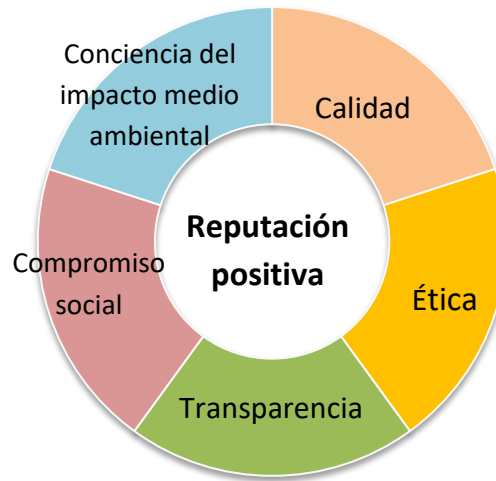 Conciencia del
impacto medio
ambiental
Calidad
Reputación
positiva
Compromiso
social
Ética
Transparencia